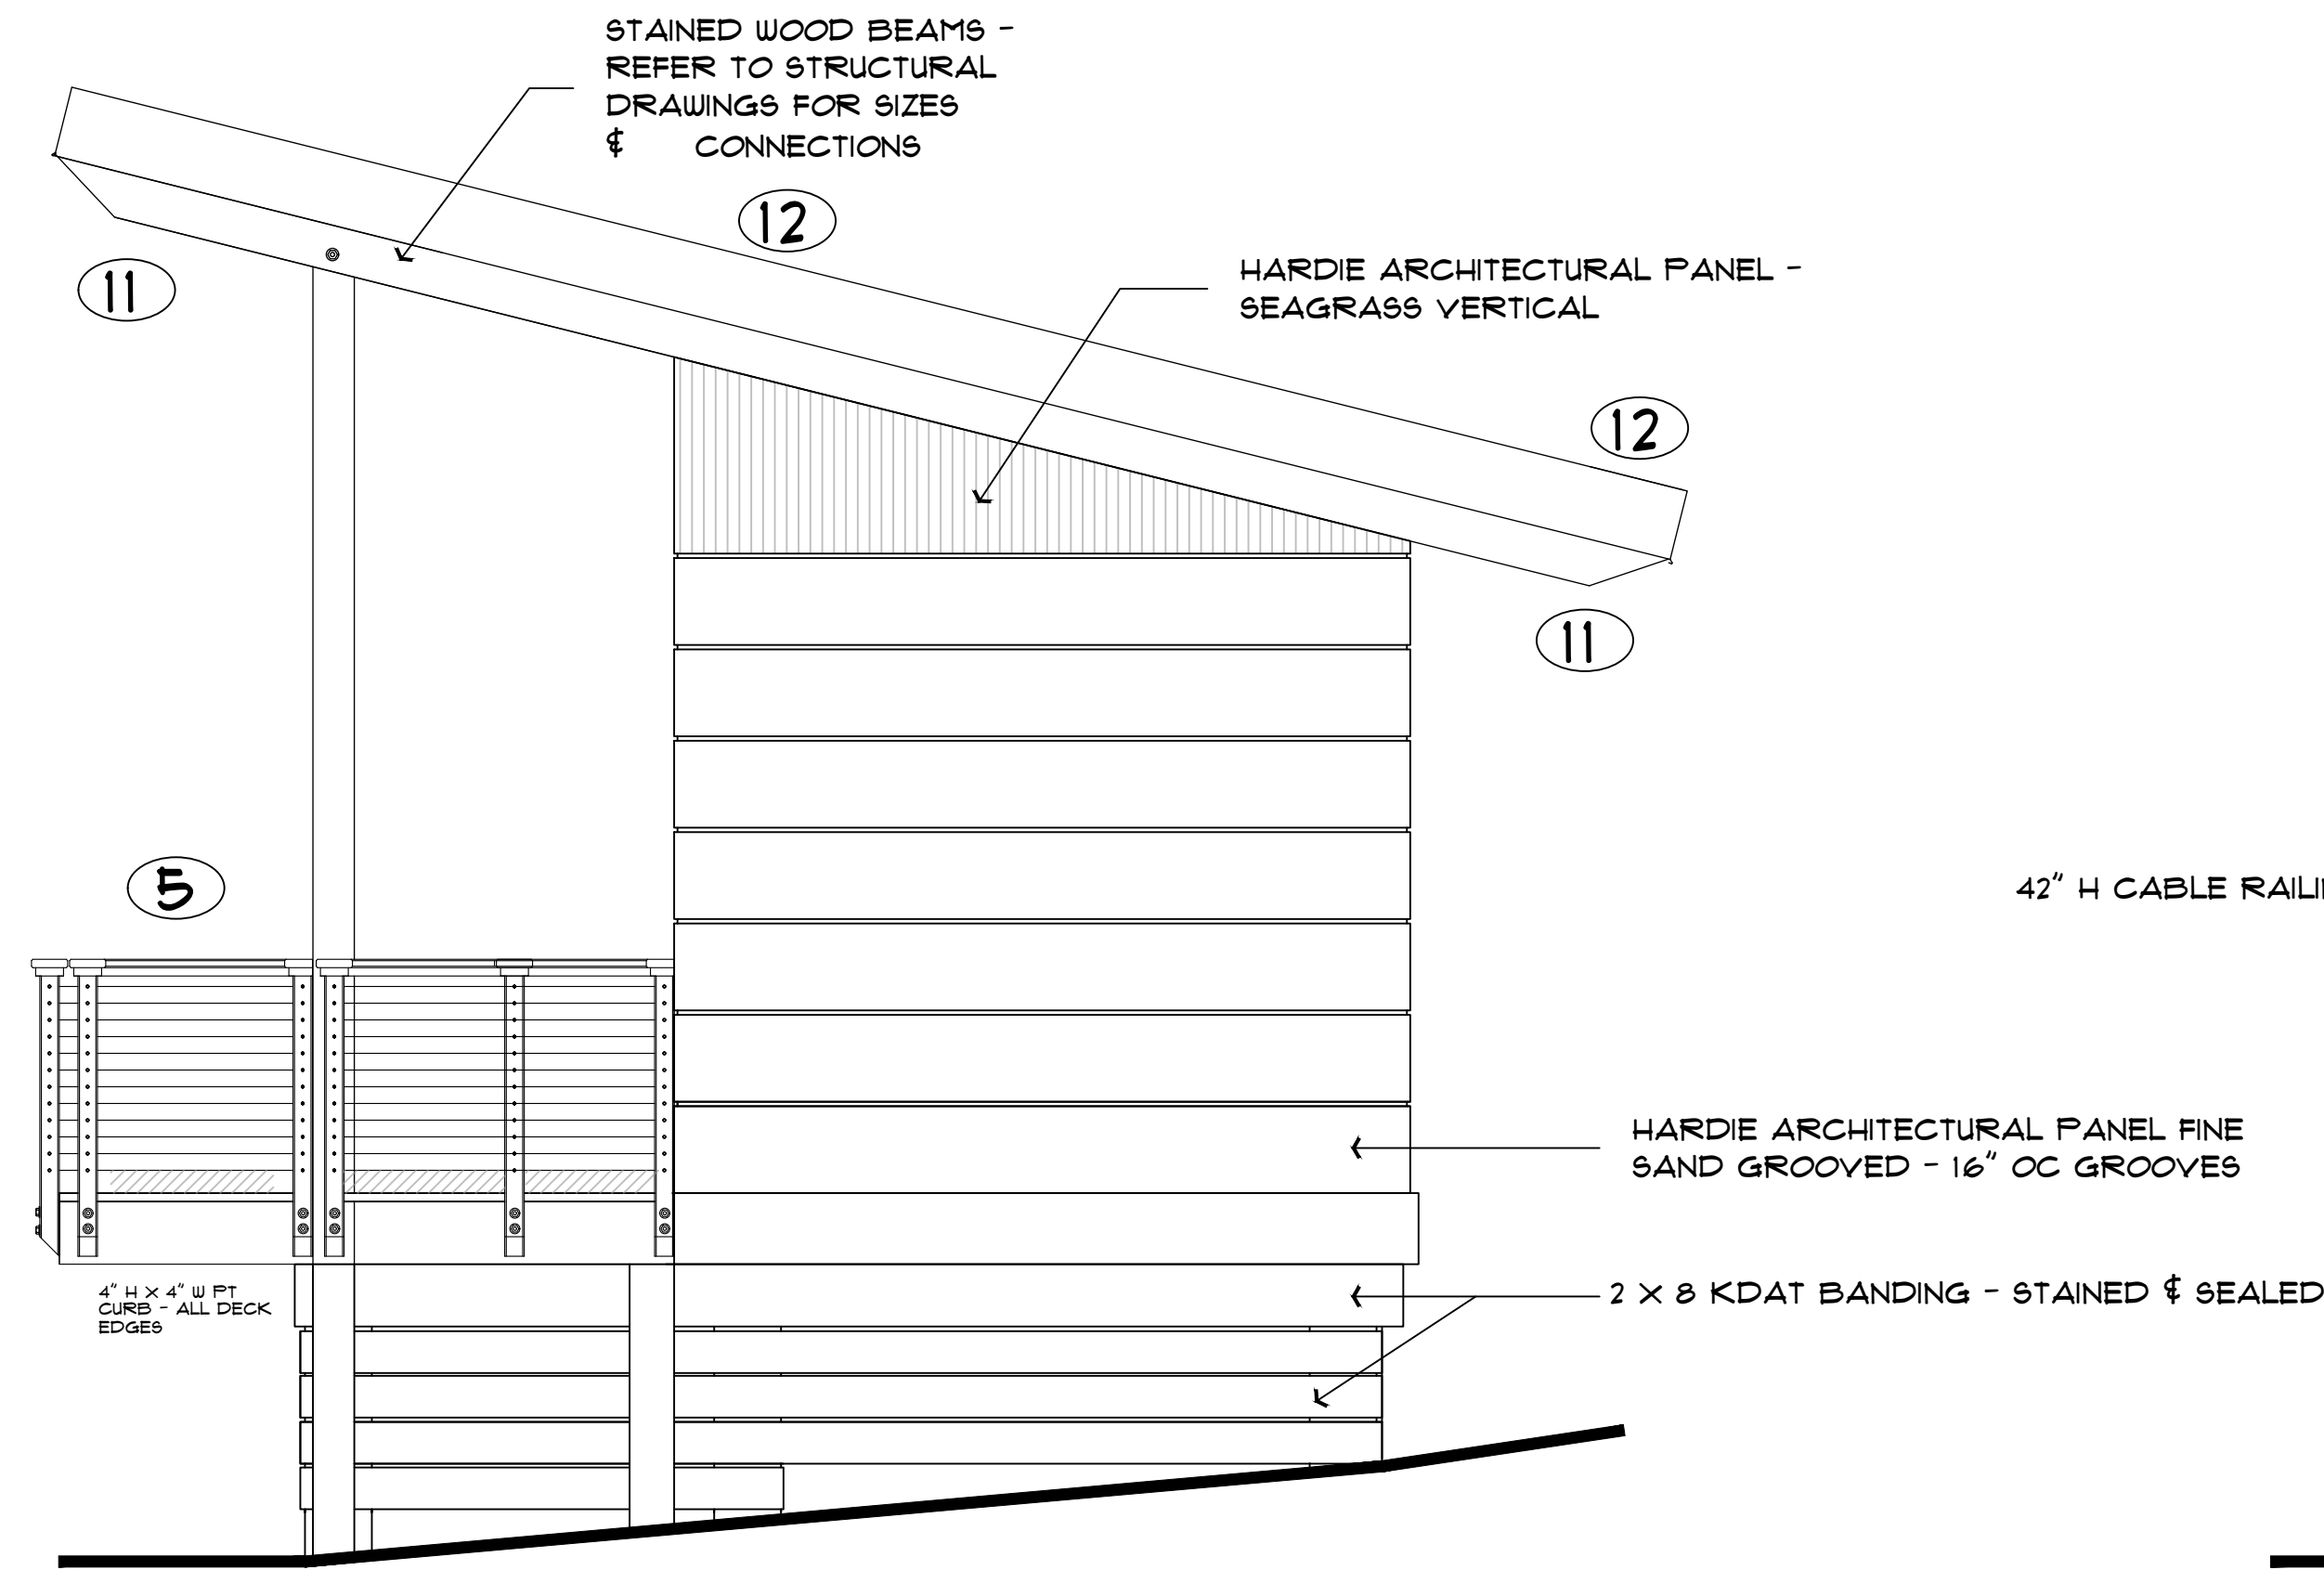 STAINED WOOD BEAMS -
REFER TO STRUCTURAL
DRAWINGS FOR SIZES
& CONNECTIONS
12
11
HARDIE ARCHITECTURAL PANEL -
SEAGRASS VERTICAL
12
11
5
42" H CABLE
HARDIE ARCHITECTURAL PANEL FINE
SAND GROOVED - 16" OC GROOVES
4" H X 4" W PT
CURB - ALL DECK
EDGES
2 X 8 KDAT BANDING - STAINED & SEALED